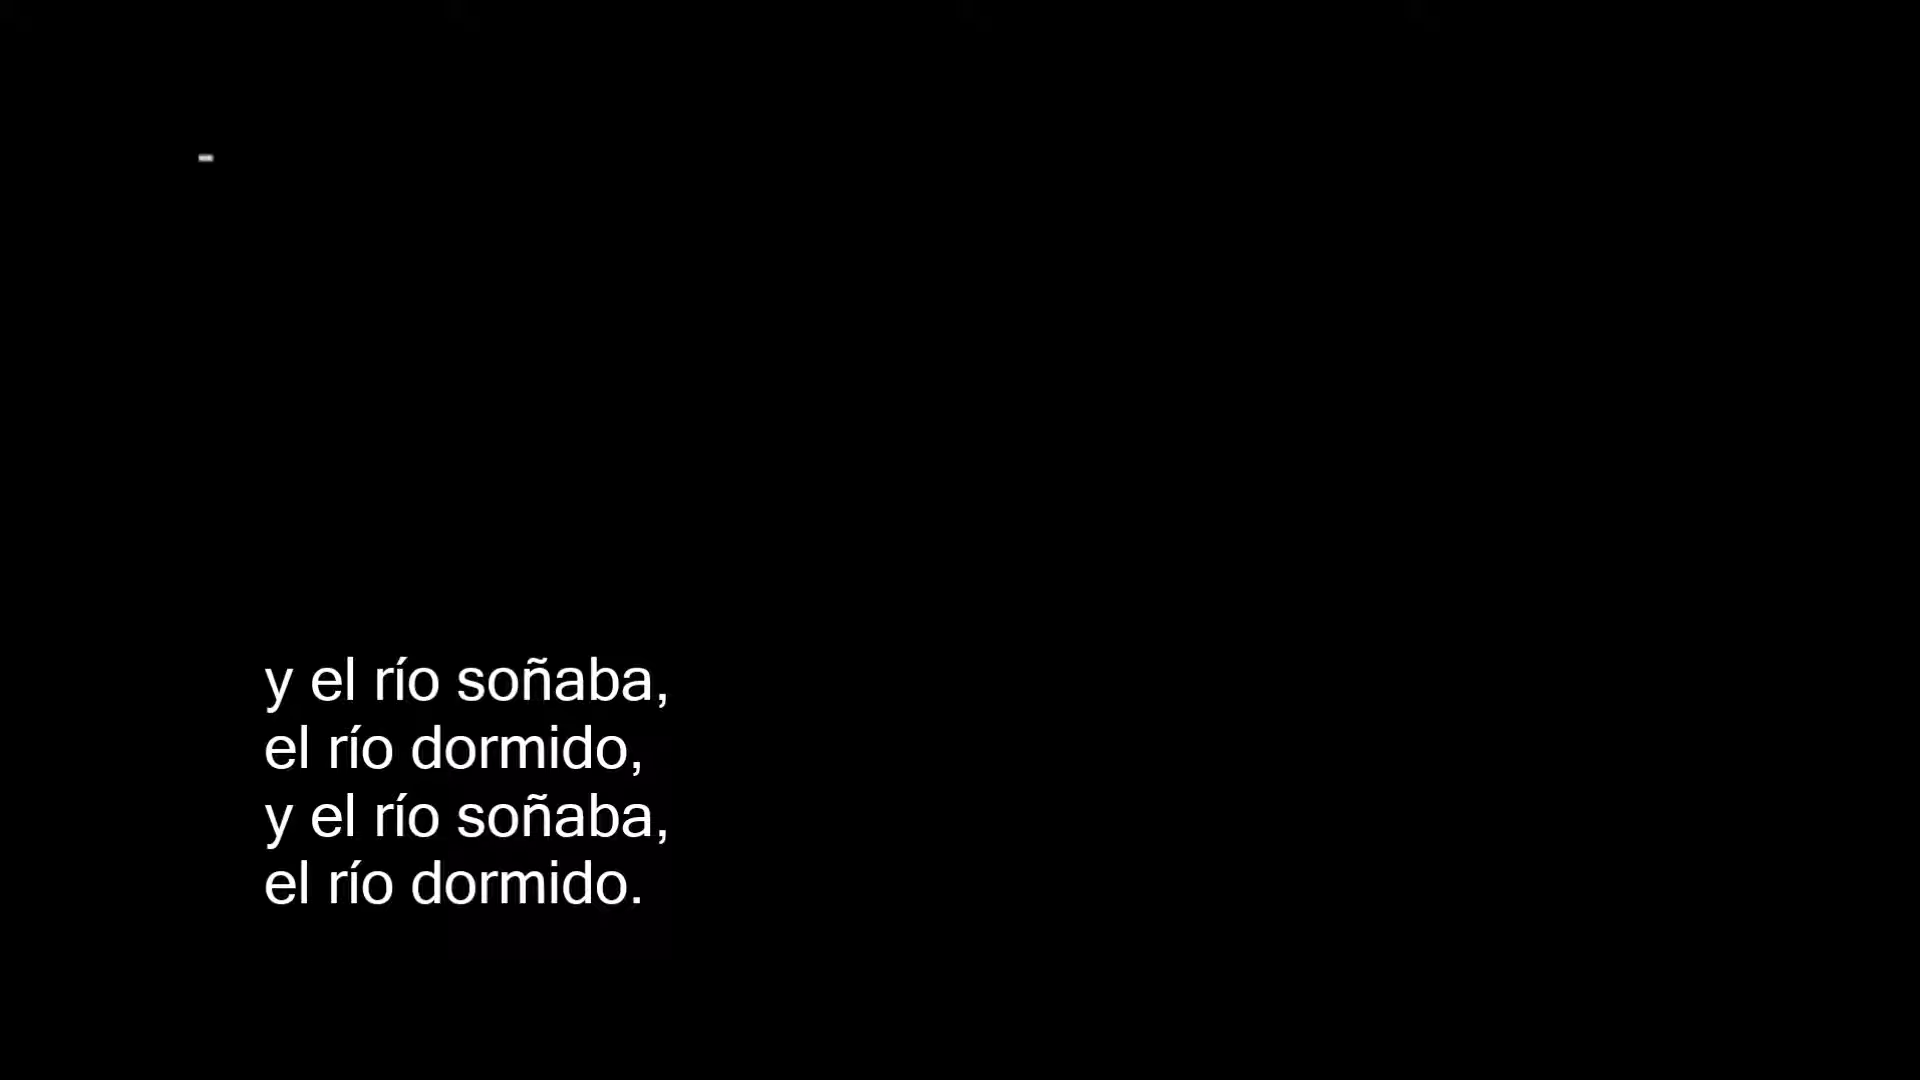 -
y el río soñaba,
el río dormido,
y el río soñaba,
el río dormido.